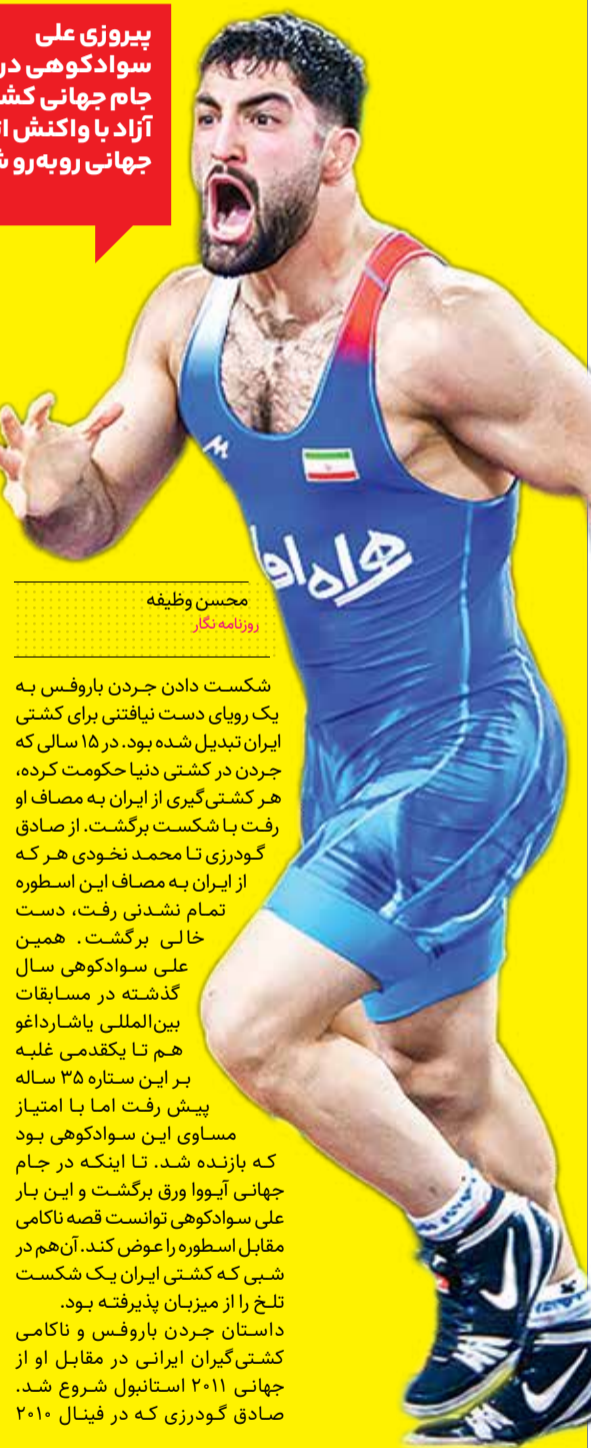 پیروزی علی
سوادکوهی در
جام جهانی
آزاد با واکنش
جهانی روبه‌رو
همراه
محسن وظیفه
روزنامه‌نگار
شکست دادن جردن باروفس به
یک رویای دست نیافتنی برای کشتی
ایران تبدیل شده بود. در ۱۵ سالی که
جردن در کشتی دنیا حکومت کرده،
هر کشتی‌گیری از ایران به مصاف او
رفت با شکست برگشت. از صادق
گودرزی تا محمد نخودی هر که
از ایران به مصاف این اسطوره
تمام نشدنی رفت، دست
خالی برگشت. همین
علی سوادکوهی سال
گذشته در مسابقات
بین‌المللی یاشارداغو
هم تا یکقدمی غلبه
بر این ستاره ۳۵ ساله
پیش رفت اما با امتیاز
مساوی این سوادکوهی بود
که بازنده شد. تا اینکه در جام
جهانی آیووا ورق برگشت و این بار
علی سوادکوهی توانست قصه ناکامی
مقابل اسطوره را عوض کند. آن‌هم در
شبی که کشتی ایران یک شکست
تلخ را از میزبان پذیرفته بود.
داستان جردن باروفس و ناکامی
کشتی‌گیران ایرانی در مقابل او از
جهانی ۲۰۱۱ استانبول شروع شد.
صادق گودرزی که در فینال ۲۰۱۰